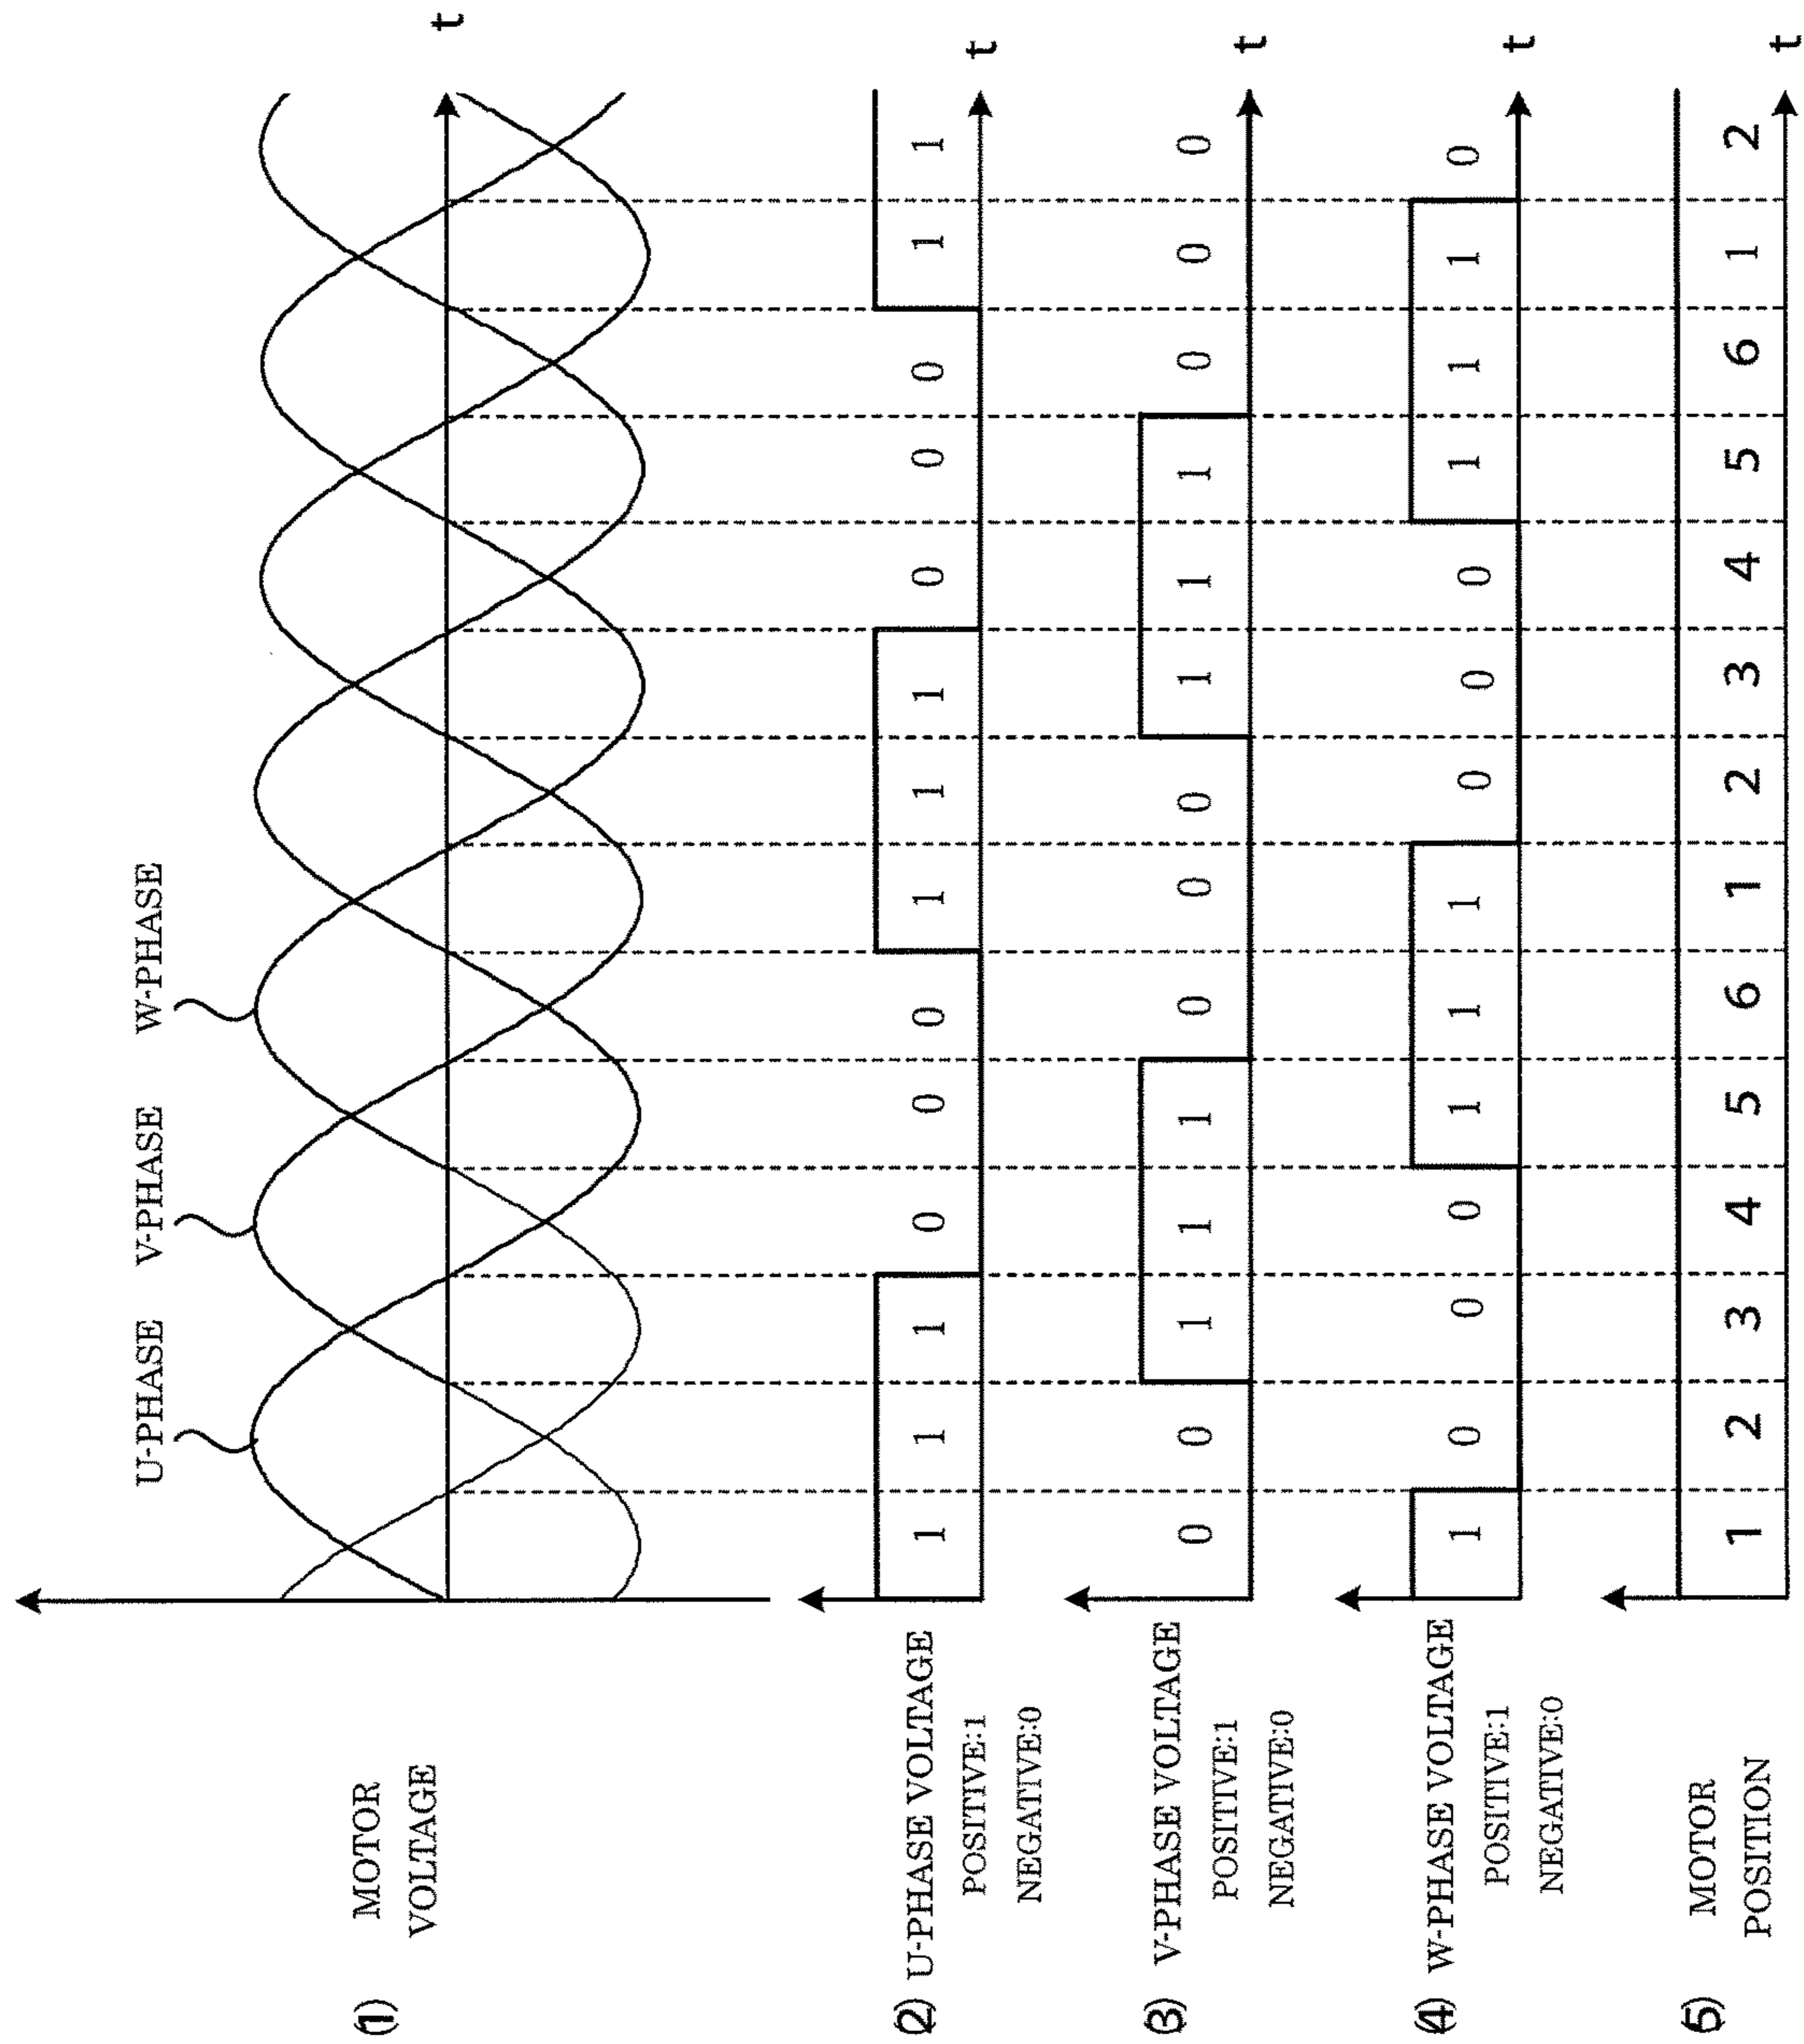 U-PHASE V-PHASE W-PHASE
(1) MOTOR
VOLTAGE
t
(2) U-PHASE VOLTAGE
POSITIVE:1
NEGATIVE:0
1 1 1 0 0 0 1 1 1 0 0 0 1 1
t
(3) V-PHASE VOLTAGE
POSITIVE:1
NEGATIVE:0
0 0 1 1 1 0 0 0 1 1 1 0 0 0
t
(4) W-PHASE VOLTAGE
POSITIVE:1
NEGATIVE:0
1 0 0 0 1 1 1 0 0 0 1 1 1 0
t
(5) MOTOR
POSITION
1 2 3 4 5 6 1 2 3 4 5 6 1 2
t